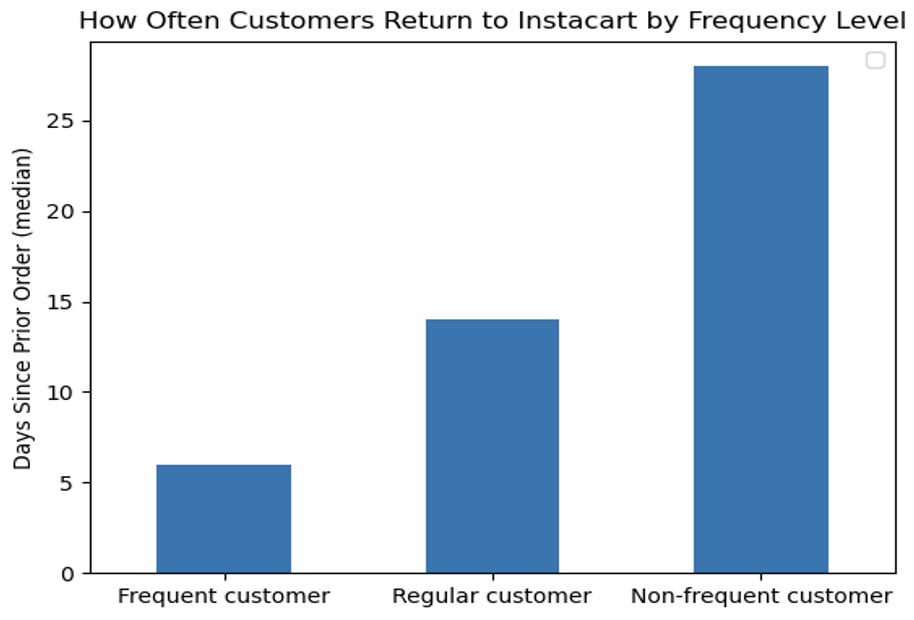 How Often Customers Return to Instacart by Frequency Level
Days Since Prior Order (median)
25
20
15
10
5
0
Frequent customer
Regular customer
Non-frequent customer